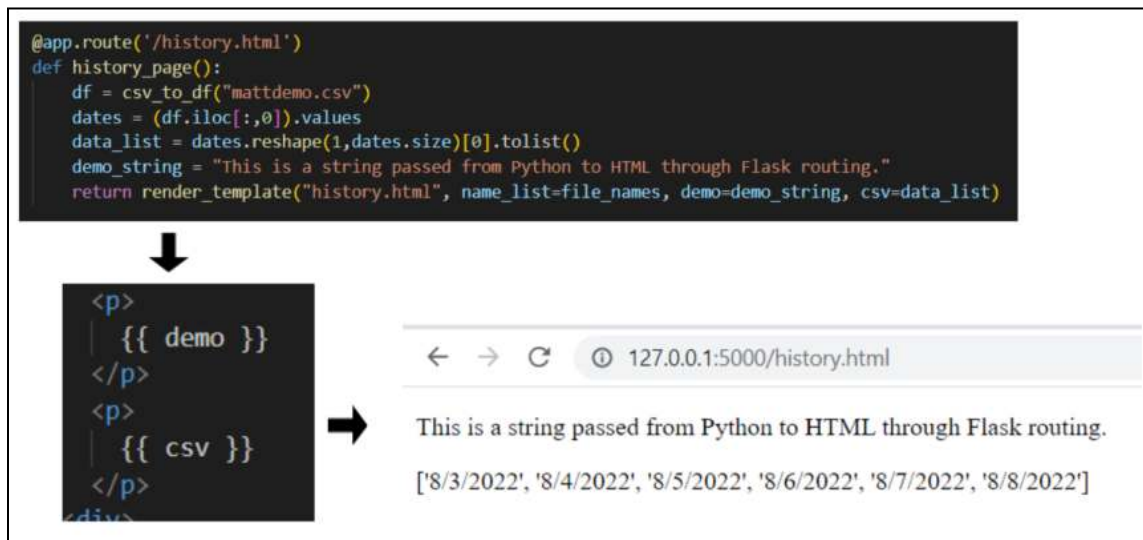 @app.route('/history.html')
def history_page():
    df = csv_to_df("mattdemo.csv")
    dates = (df.iloc[:,0]).values
    data_list = dates.reshape(1,dates.size)[0].tolist()
    demo_string = "This is a string passed from Python to HTML through Flask routing."
    return render_template("history.html", name_list=file_names, demo=demo_string, csv=data_list)
<p>
{{ demo }}
</p>
<p>
{{ csv }}
</p>
<div>
127.0.0.1:5000/history.html
This is a string passed from Python to HTML through Flask routing.
['8/3/2022', '8/4/2022', '8/5/2022', '8/6/2022', '8/7/2022', '8/8/2022']